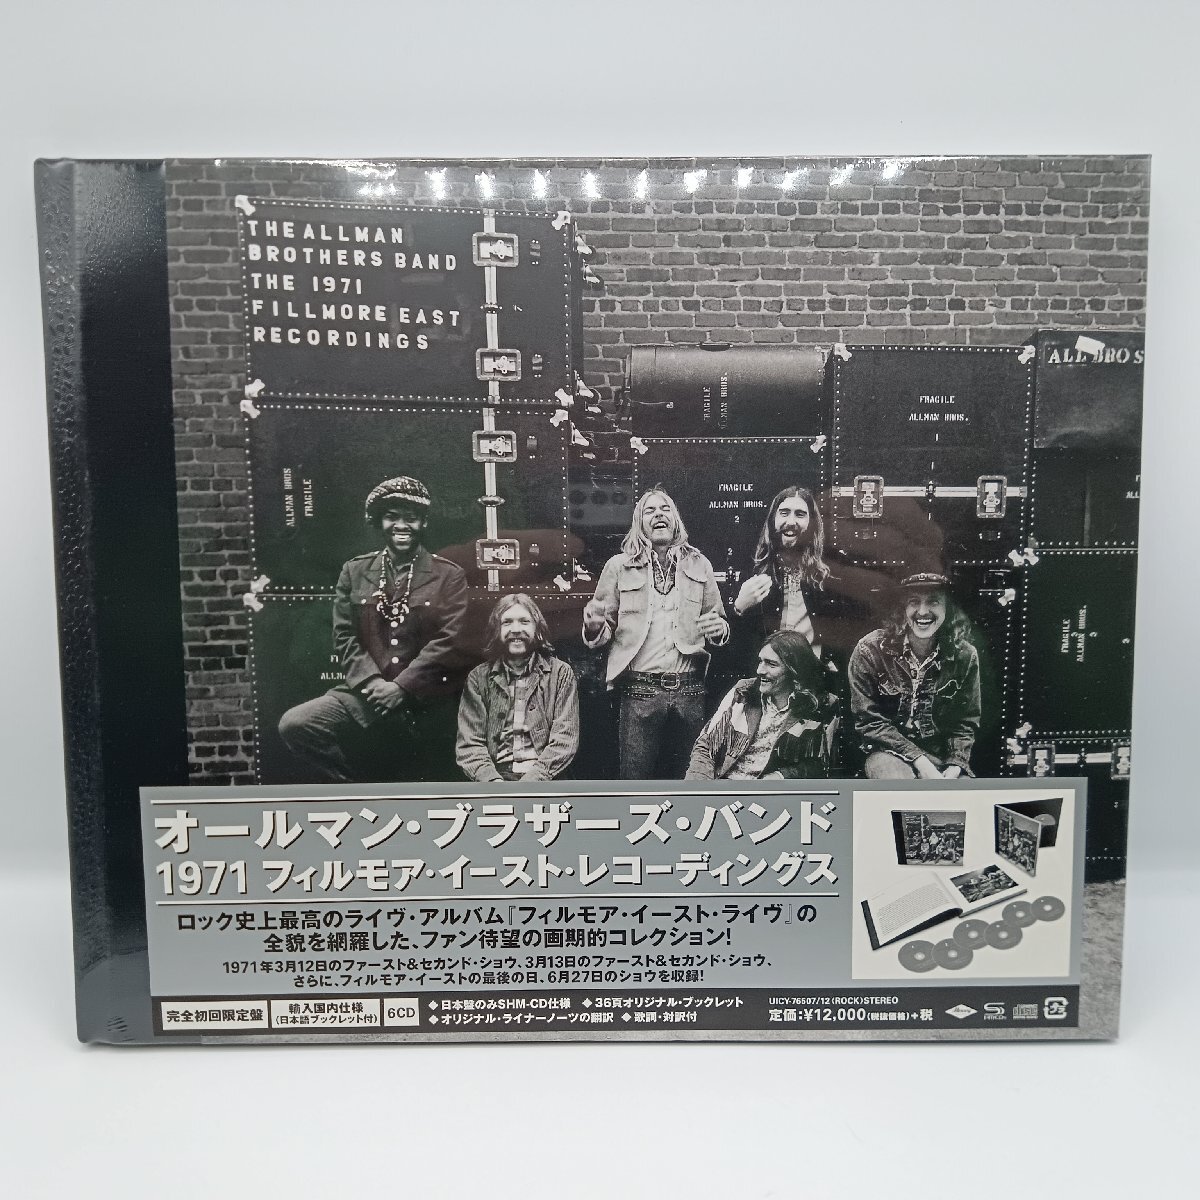 THE ALLMAN
BROTHERS BAND
THE 1971
FILLMORE EAST
RECORDINGS
ALL BRO S
FRAGILE
ALLMAN BROS.
1
FRAGILE
ALLMAN BROS.
ALLMAN BROS
FRAGILE
FRAGILE
ALLMAN BROS.
2
2
FRAGILE
ALLMAN BROS.
3
オールマン・ブラザーズ・バンド
1971 フィルモア・イースト・レコーディングス
ロック史上最高のライヴ・アルバム『フィルモア・イースト・ライヴ』の
全貌を網羅した、ファン待望の画期的コレクション!
1971年3月12日のファースト&セカンド・ショウ、3月13日のファースト&セカンド・ショウ、
さらに、フィルモア・イーストの最後の日、6月27日のショウを収録!
完全初回限定盤
輸入国内仕様
(日本語ブックレット付)
6CD
◆日本盤のみSHM-CD仕様 ◆36頁オリジナル・ブックレット
◆オリジナル・ライナーノーツの翻訳 ◆歌詞・対訳付
UICY-76507/12 (ROCK) STEREO
定価:¥12,000(税抜価格)+税